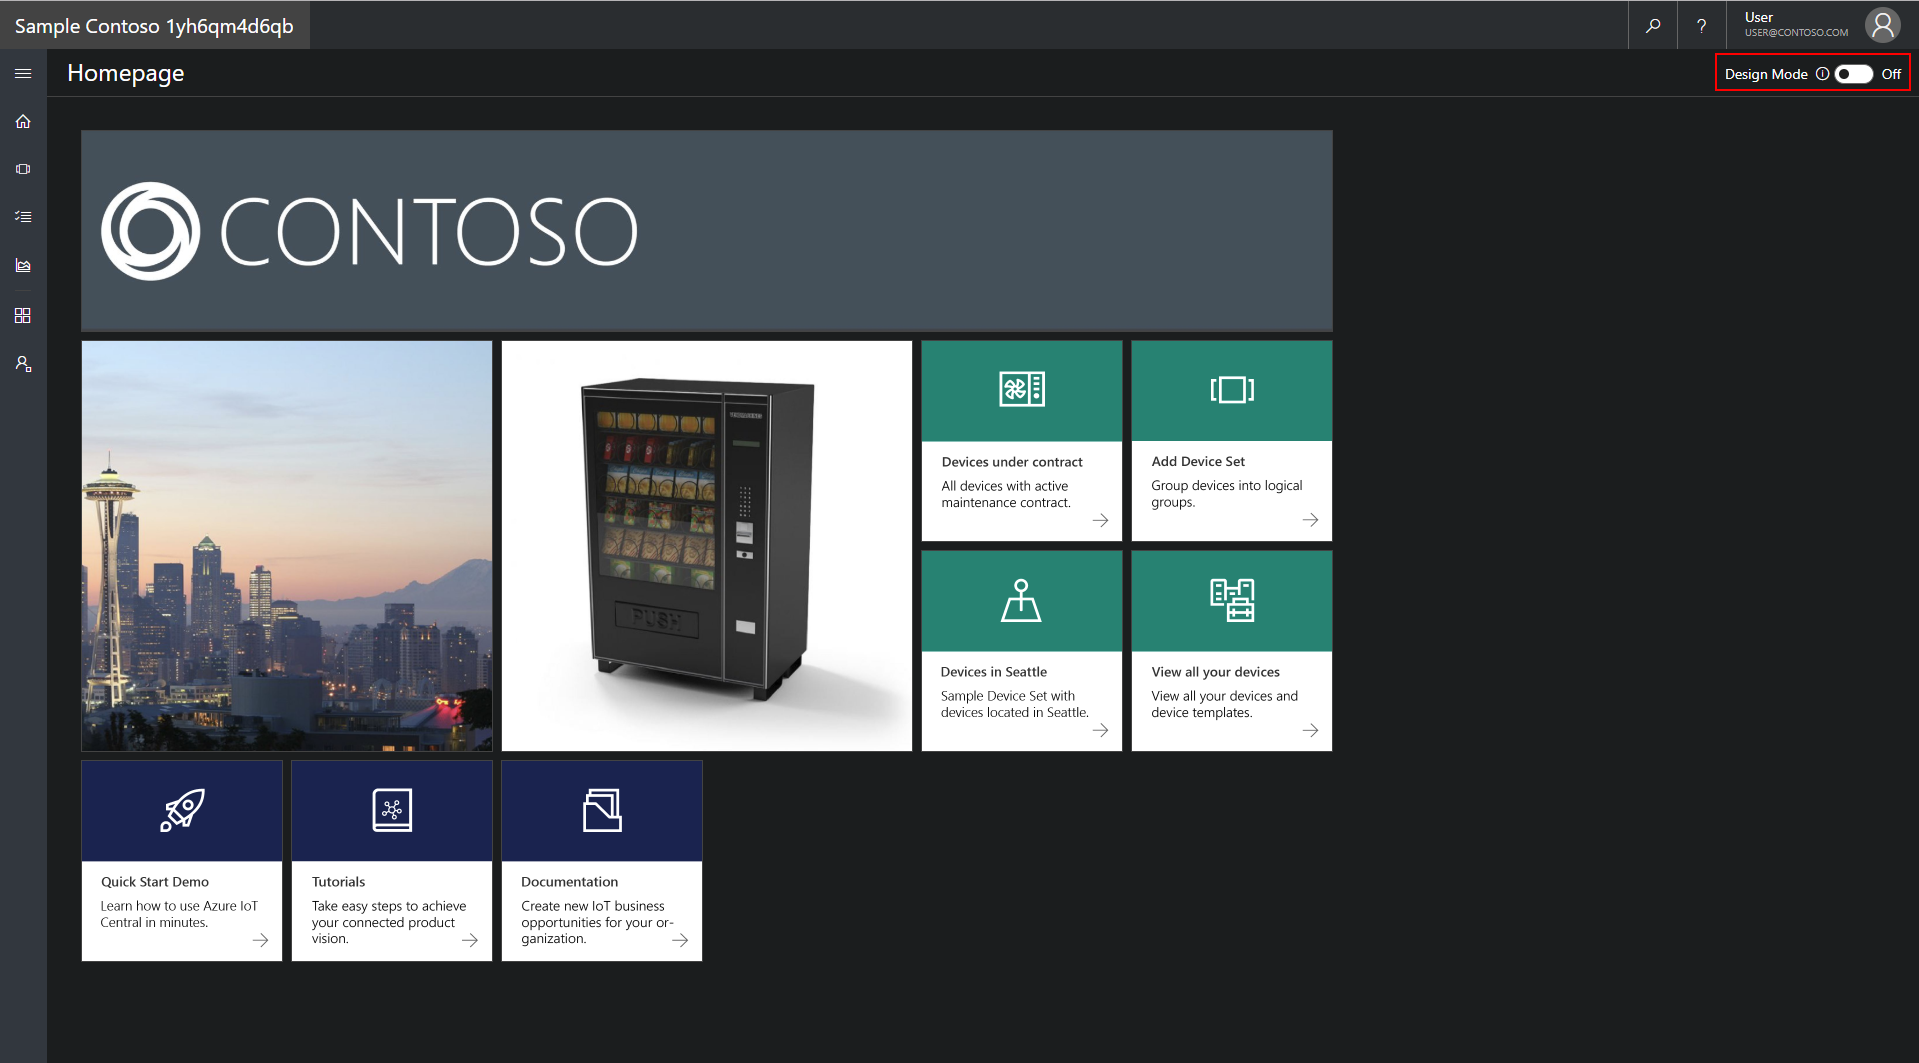 Sample Contoso 1yh6qm4d6qb
?
User
USER@CONTOSO.COM
Homepage
Design Mode
Off
CONTOSO
PUSH
Devices under contract
All devices with active
maintenance contract.
Add Device Set
Group devices into logical
groups.
Devices in Seattle
Sample Device Set with
devices located in Seattle.
View all your devices
View all your devices and
device templates.
Quick Start Demo
Learn how to use Azure IoT
Central in minutes.
Tutorials
Take easy steps to achieve
your connected product
vision.
Documentation
Create new IoT business
opportunities for your or-
ganization.